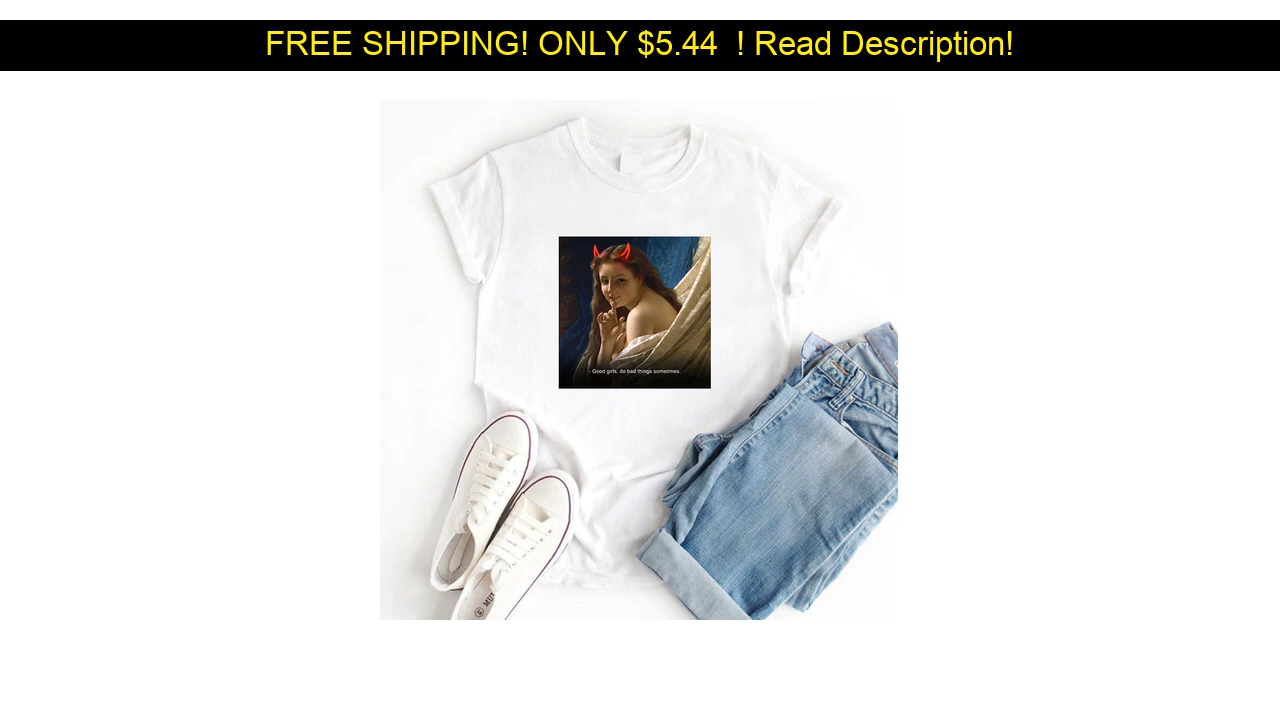 FREE SHIPPING! ONLY $5.44 ! Read Description!
- Good girls, do bad things sometimes.